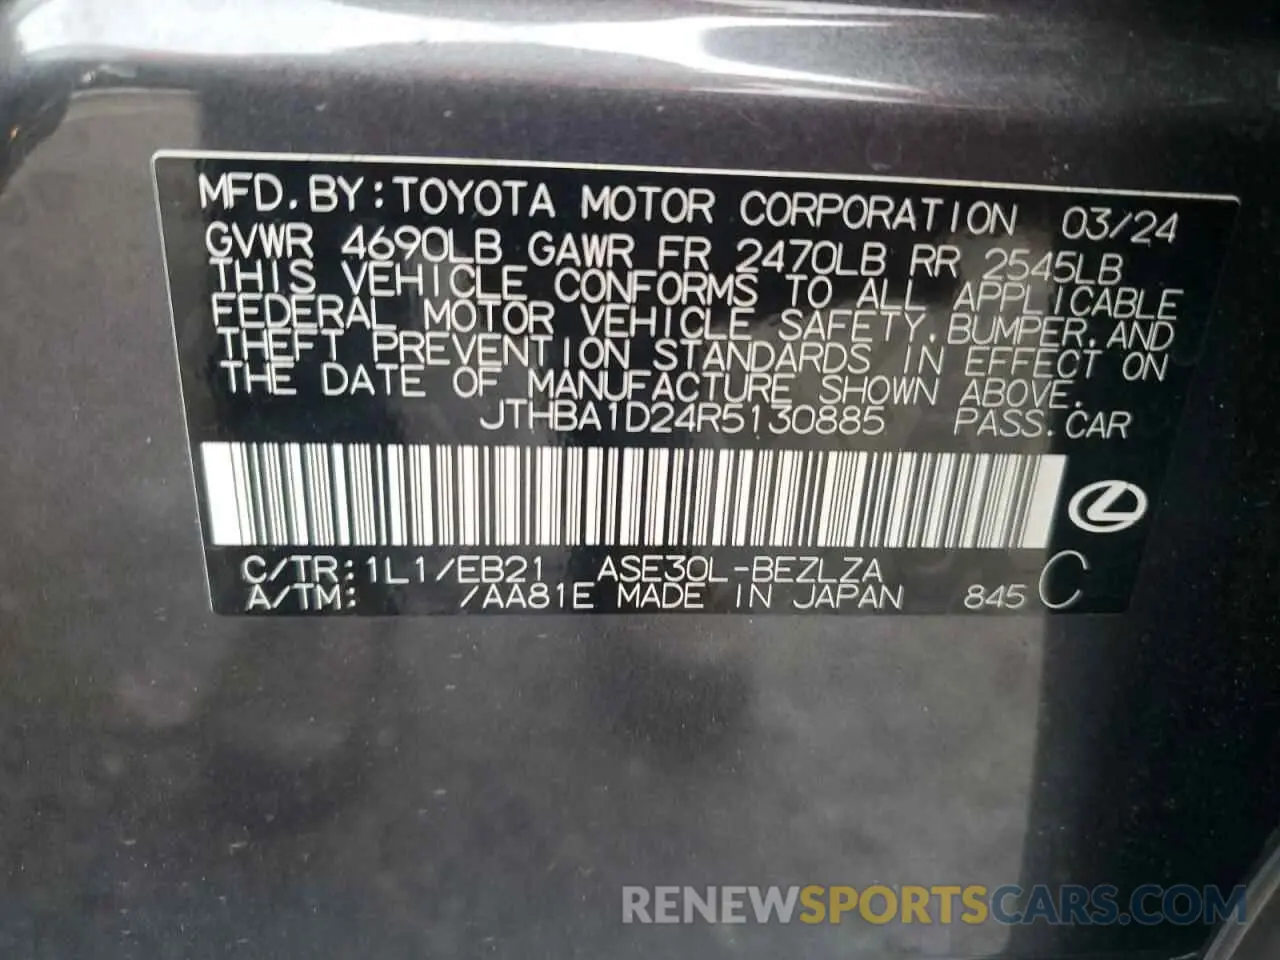 MFD. BY: TOYOTA MOTOR CORPORATION 03/24
GVWR 4690LB GAWR FR 2470LB RR 2545LB
THIS VEHICLE CONFORMS TO ALL APPLICABLE
FEDERAL MOTOR VEHICLE SAFETY, BUMPER, AND
THEFT PREVENTION STANDARDS IN EFFECT ON
THE DATE OF MANUFACTURE SHOWN ABOVE.
JTHBA1D24R5130885 PASS. CAR
C/TR: 1L1/EB21 ASE30L-BEZLZA
A/TM: /AA81E MADE IN JAPAN 845 C
RENEWSPORTSCARS.COM